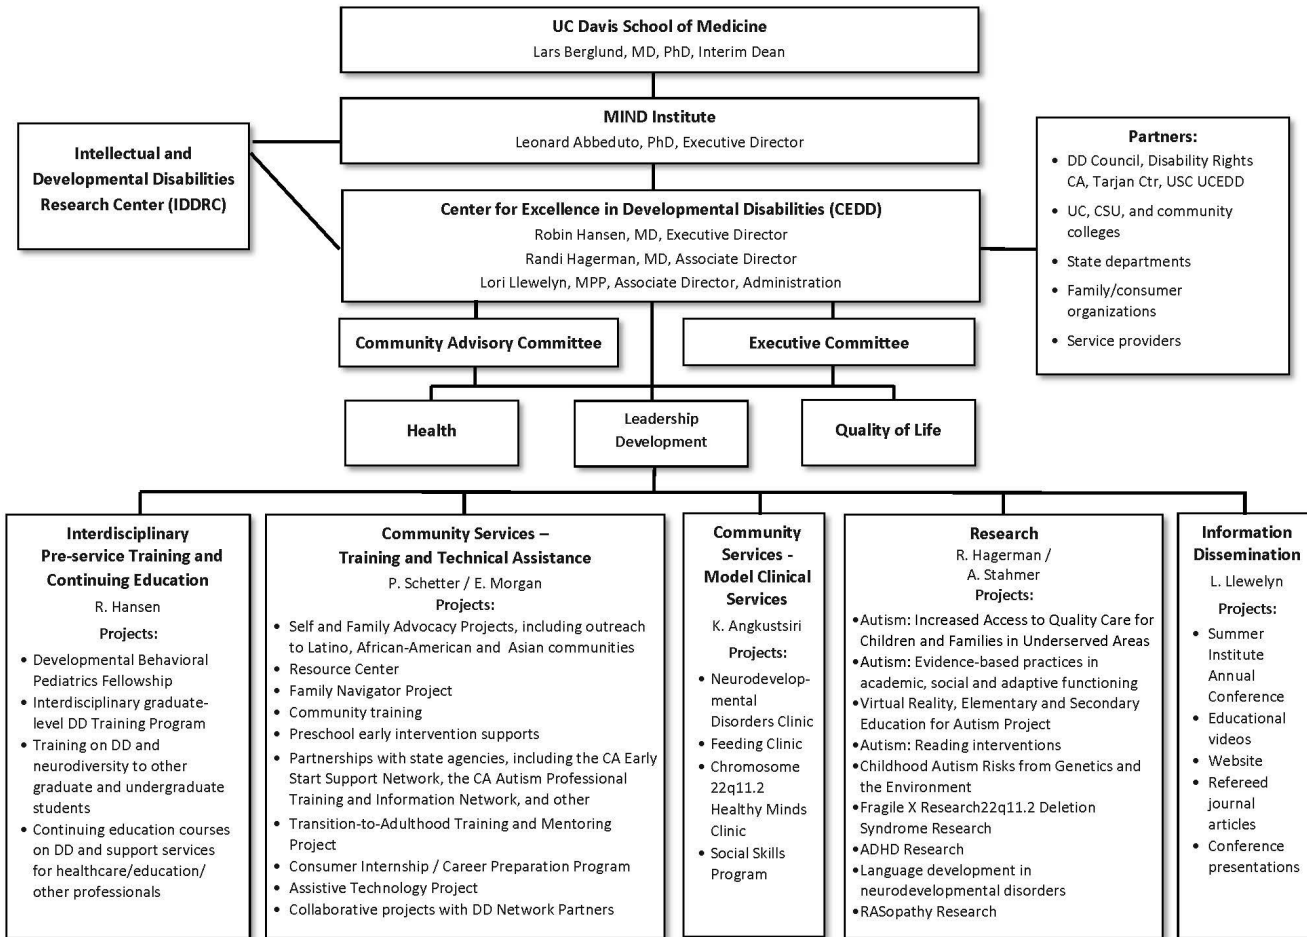 UC Davis School of Medicine
Lars Berglund, MD, PhD, Interim Dean
MIND Institute
Leonard Abbeduto, PhD, Executive Director
Intellectual and
Developmental Disabilities
Research Center (IDDRC)
Center for Excellence in Developmental Disabilities (CEDD)
Robin Hansen, MD, Executive Director
Randi Hagerman, MD, Associate Director
Lori Llewelyn, MPP, Associate Director, Administration
Partners:
• DD Council, Disability Rights
CA, Tarjan Ctr, USC UCEDD
• UC, CSU, and community
colleges
• State departments
• Family/consumer
organizations
• Service providers
Community Advisory Committee
Executive Committee
Health
Leadership
Development
Quality of Life
Interdisciplinary
Pre-service Training and
Continuing Education
R. Hansen
Projects:
• Developmental Behavioral
Pediatrics Fellowship
• Interdisciplinary graduate-
level DD Training Program
• Training on DD and
neurodiversity to other
graduate and undergraduate
students
• Continuing education courses
on DD and support services
for healthcare/education/
other professionals
Community Services –
Training and Technical Assistance
P. Schetter / E. Morgan
Projects:
• Self and Family Advocacy Projects, including outreach
to Latino, African-American and Asian communities
• Resource Center
• Family Navigator Project
• Community training
• Preschool early intervention supports
• Partnerships with state agencies, including the CA Early
Start Support Network, the CA Autism Professional
Training and Information Network, and other
• Transition-to-Adulthood Training and Mentoring
Project
• Consumer Internship / Career Preparation Program
• Assistive Technology Project
• Collaborative projects with DD Network Partners
Community
Services -
Model Clinical
Services
K. Angkustsiri
Projects:
• Neurodevelop-
mental
Disorders Clinic
• Feeding Clinic
• Chromosome
22q11.2
Healthy Minds
Clinic
• Social Skills
Program
Research
R. Hagerman /
A. Stahmer
Projects:
•Autism: Increased Access to Quality Care for
Children and Families in Underserved Areas
•Autism: Evidence-based practices in
academic, social and adaptive functioning
•Virtual Reality, Elementary and Secondary
Education for Autism Project
•Autism: Reading interventions
•Childhood Autism Risks from Genetics and
the Environment
•Fragile X Research22q11.2 Deletion
Syndrome Research
•ADHD Research
•Language development in
neurodevelopmental disorders
•RASopathy Research
Information
Dissemination
L. Llewelyn
Projects:
• Summer
Institute
Annual
Conference
• Educational
videos
• Website
• Refereed
journal
articles
• Conference
presentations